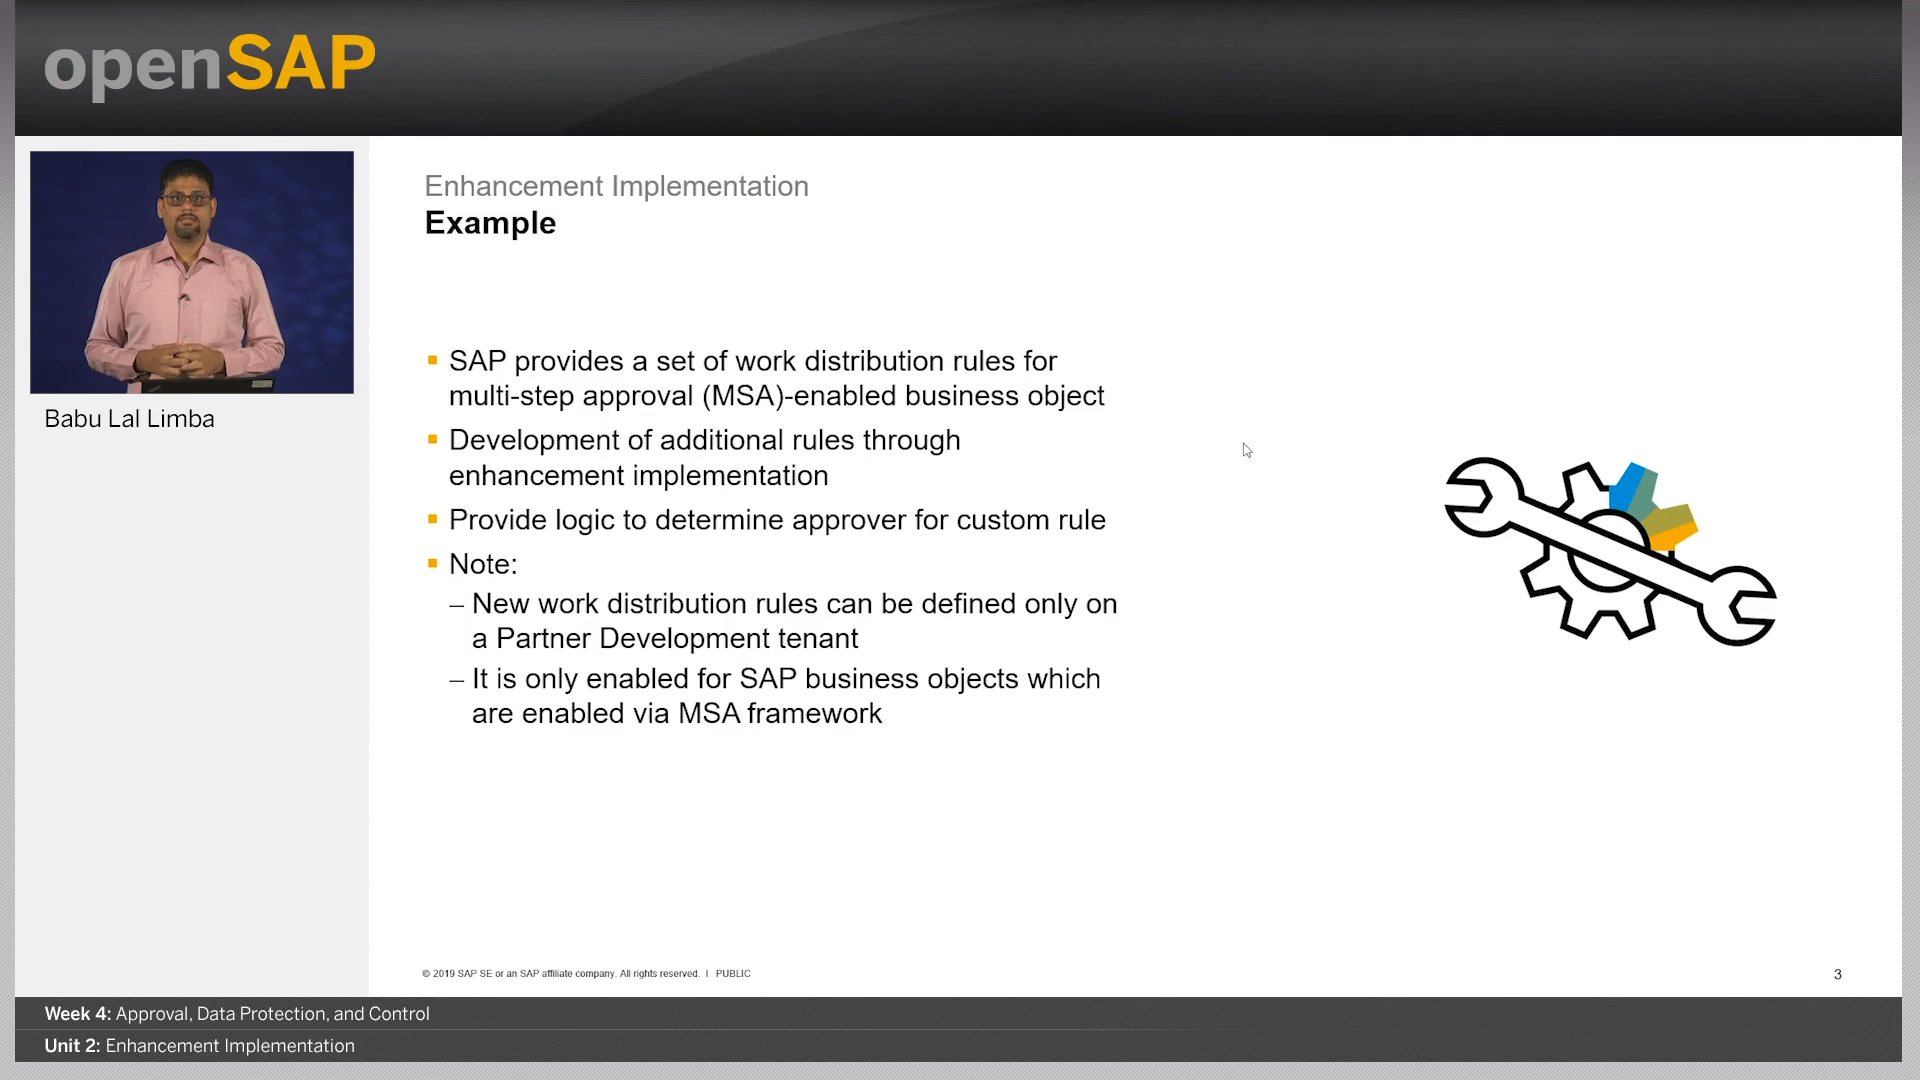 openSAP
Babu Lal Limba
Enhancement Implementation
Example
▪ SAP provides a set of work distribution rules for
multi-step approval (MSA)-enabled business object
▪ Development of additional rules through
enhancement implementation
▪ Provide logic to determine approver for custom rule
▪ Note:
– New work distribution rules can be defined only on
a Partner Development tenant
– It is only enabled for SAP business objects which
are enabled via MSA framework
© 2019 SAP SE or an SAP affiliate company. All rights reserved. | PUBLIC
3
Week 4: Approval, Data Protection, and Control
Unit 2: Enhancement Implementation